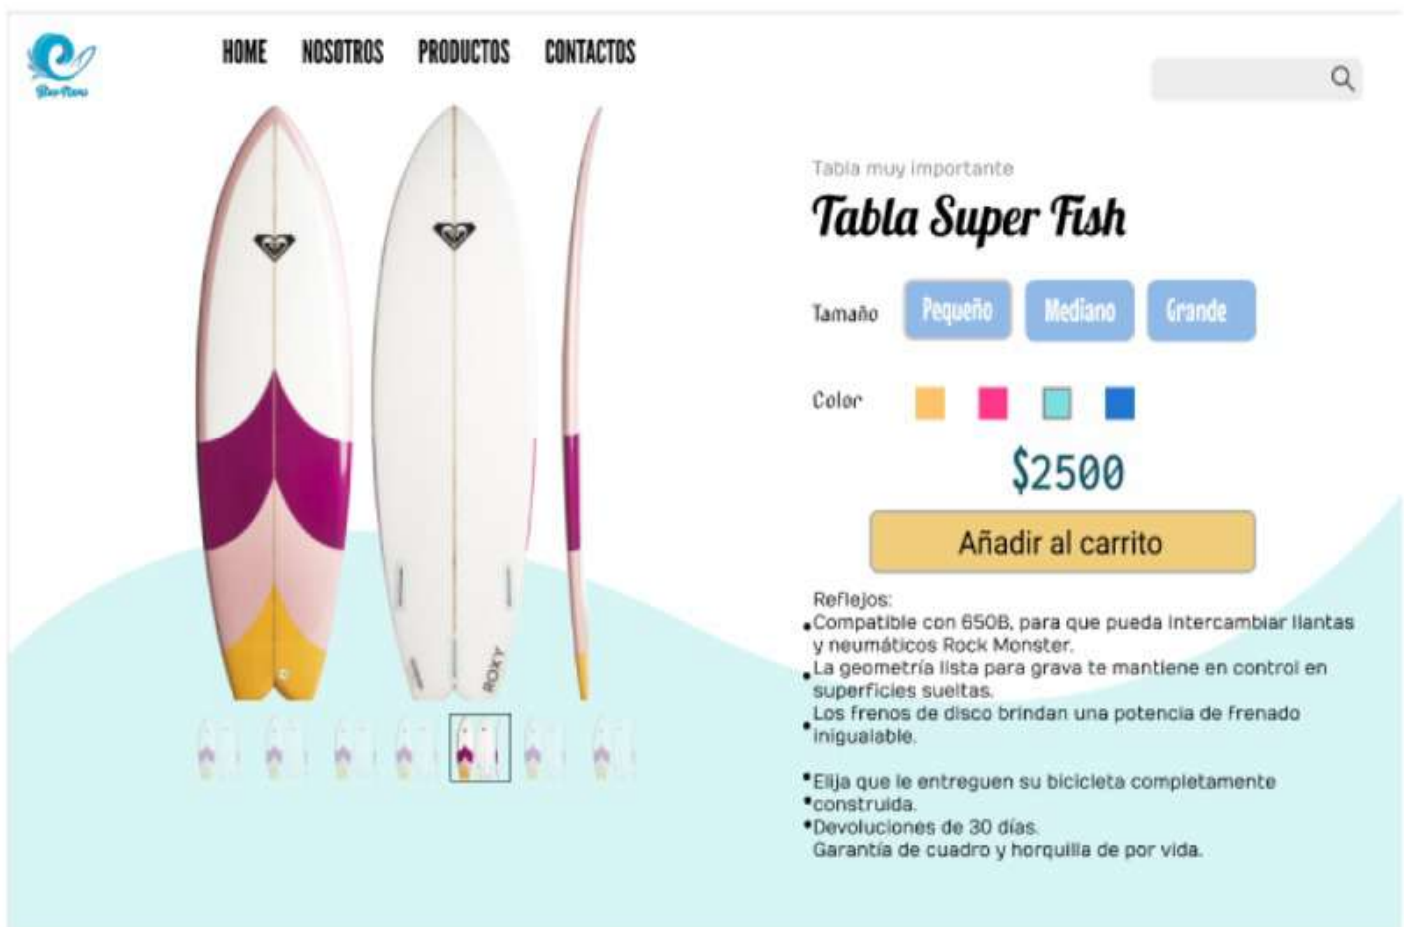 HOME NOSOTROS PRODUCTOS CONTACTOS
Tabla muy importante
Tabla Super Fish
Tamaño Pequeño Mediano Grande
Color
$2500
Añadir al carrito
Reflejos:
•Compatible con 650B, para que pueda intercambiar llantas
y neumáticos Rock Monster.
•La geometría lista para grava te mantiene en control en
superficies sueltas.
•Los frenos de disco brindan una potencia de frenado
inigualable.
•Elija que le entreguen su bicicleta completamente
•construida.
•Devoluciones de 30 días.
Garantía de cuadro y horquilla de por vida.
ROXY